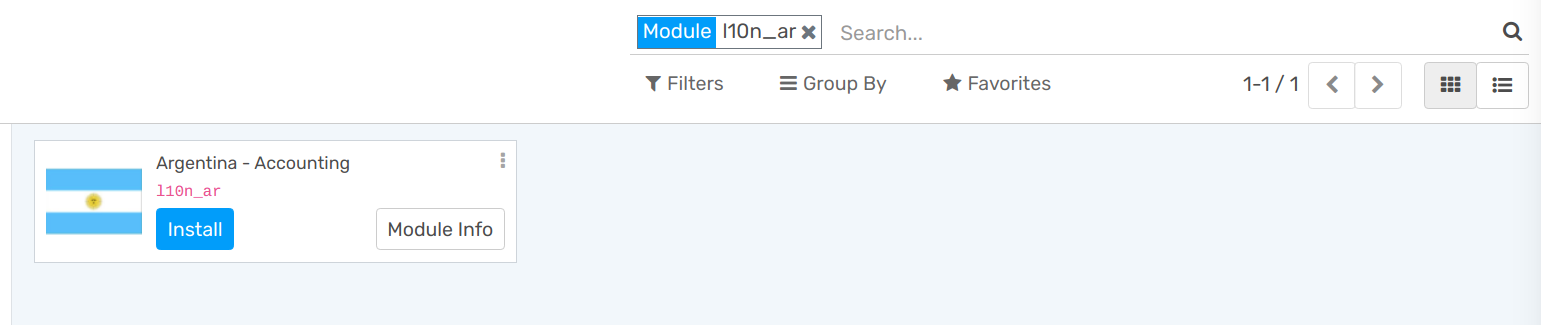 Module l10n_ar Search...
Filters Group By Favorites 1-1 / 1
Argentina - Accounting
l10n_ar
Install Module Info